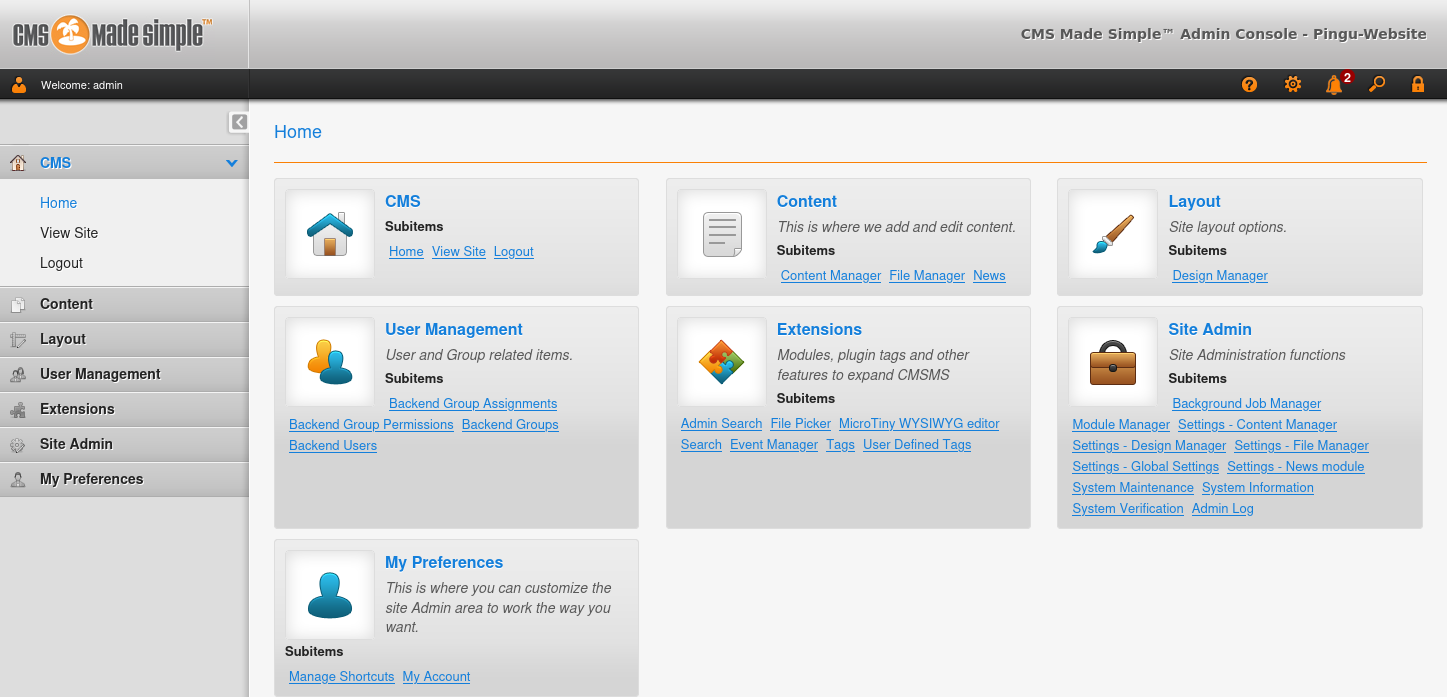 CMS Made Simple™
CMS Made Simple™ Admin Console - Pingu-Website
Welcome: admin
2
CMS
Home
View Site
Logout
Content
Layout
User Management
Extensions
Site Admin
My Preferences
Home
CMS
Subitems
Home View Site Logout
Content
This is where we add and edit content.
Subitems
Content Manager File Manager News
Layout
Site layout options.
Subitems
Design Manager
User Management
User and Group related items.
Subitems
Backend Group Assignments
Backend Group Permissions Backend Groups
Backend Users
Extensions
Modules, plugin tags and other
features to expand CMSMS
Subitems
Admin Search File Picker MicroTiny WYSIWYG editor
Search Event Manager Tags User Defined Tags
Site Admin
Site Administration functions
Subitems
Background Job Manager
Module Manager Settings - Content Manager
Settings - Design Manager Settings - File Manager
Settings - Global Settings Settings - News module
System Maintenance System Information
System Verification Admin Log
My Preferences
This is where you can customize the
site Admin area to work the way you
want.
Subitems
Manage Shortcuts My Account